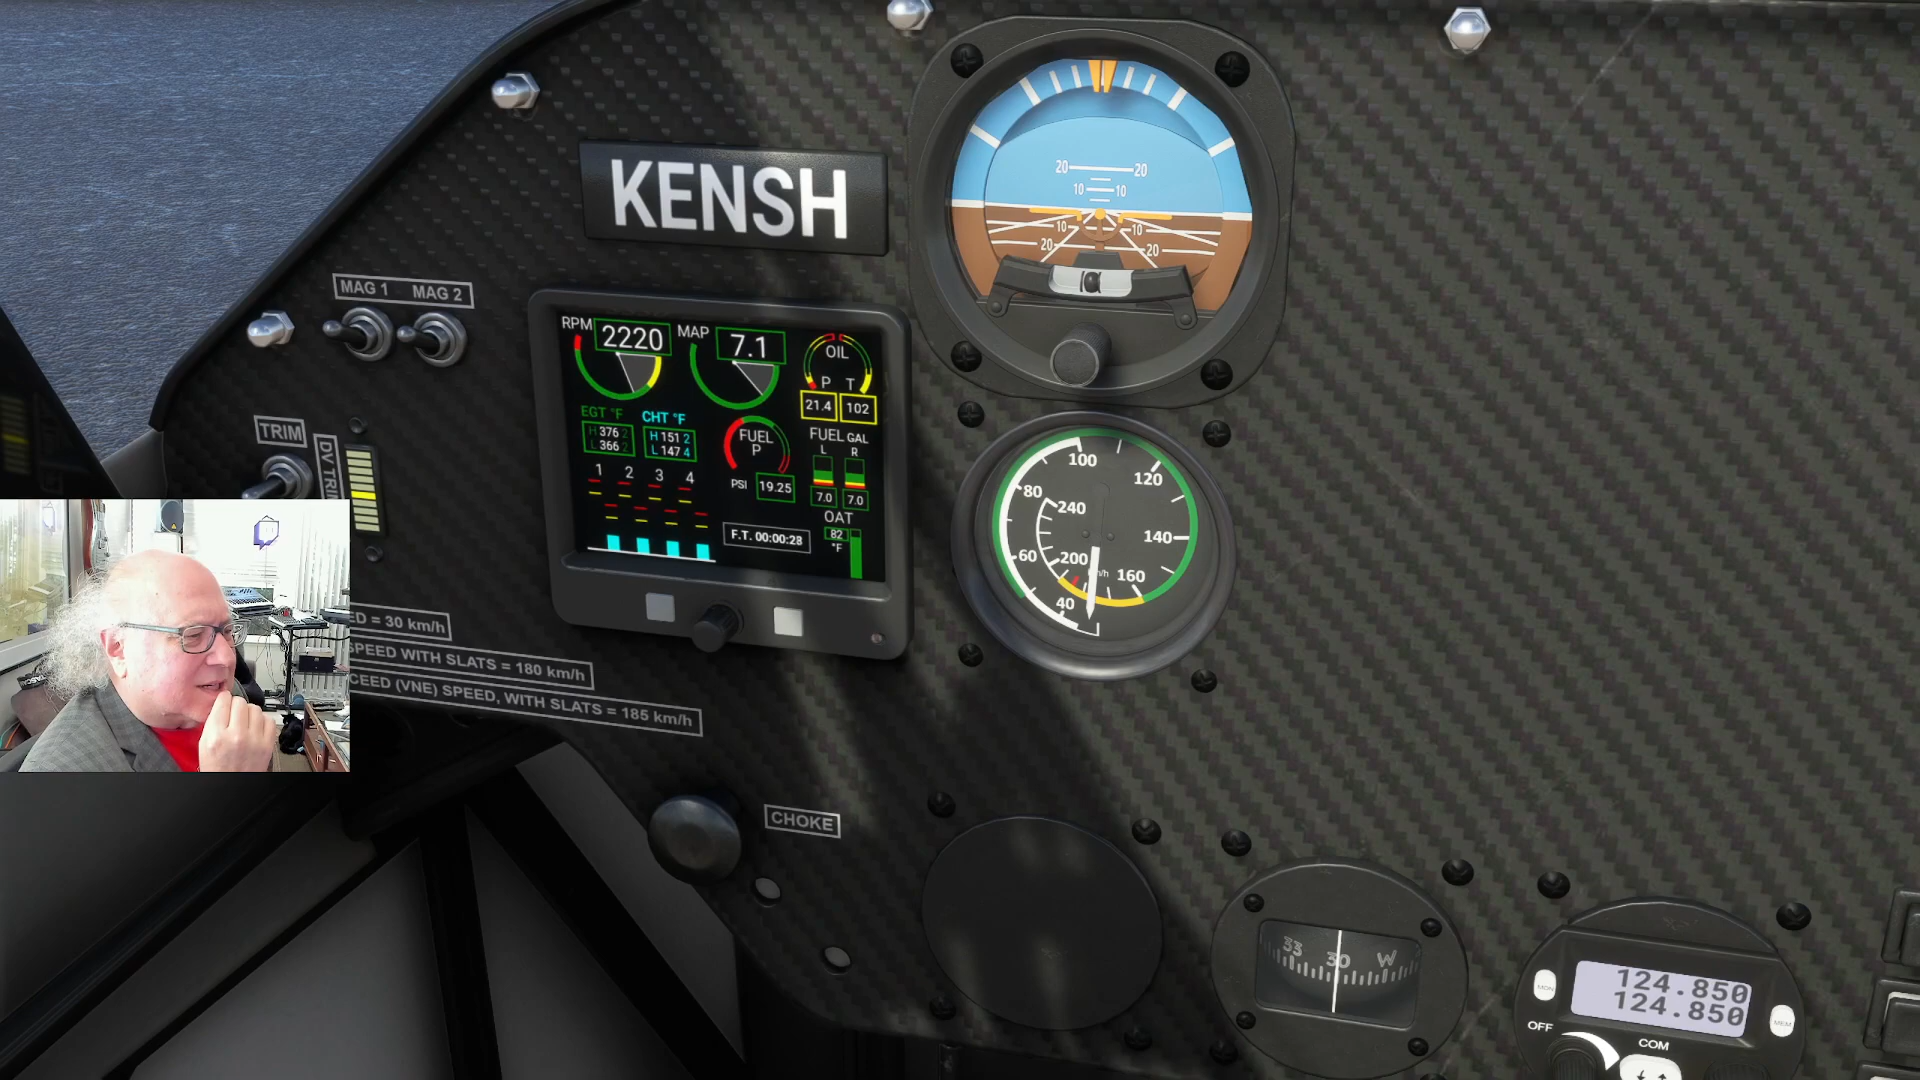 KENSH
MAG 1 MAG 2
TRIM
RPM 2220 MAP 7.1
OIL
P T
21.4 102
EGT °F CHT °F
H 376 2 H 151 2
L 366 2 L 147 4
FUEL
P
PSI 19.25
FUEL GAL
L R
7.0 7.0
1 2 3 4
OAT
82
°F
F.T. 00:00:28
20 20
10 10
10 10
20 20
100
120
80
240
140
60
200
160
40
ED = 30 km/h
SPEED WITH SLATS = 180 km/h
CEED (VNE) SPEED, WITH SLATS = 185 km/h
CHOKE
33 30 W
124.850
124.850
MEM
OFF
COM